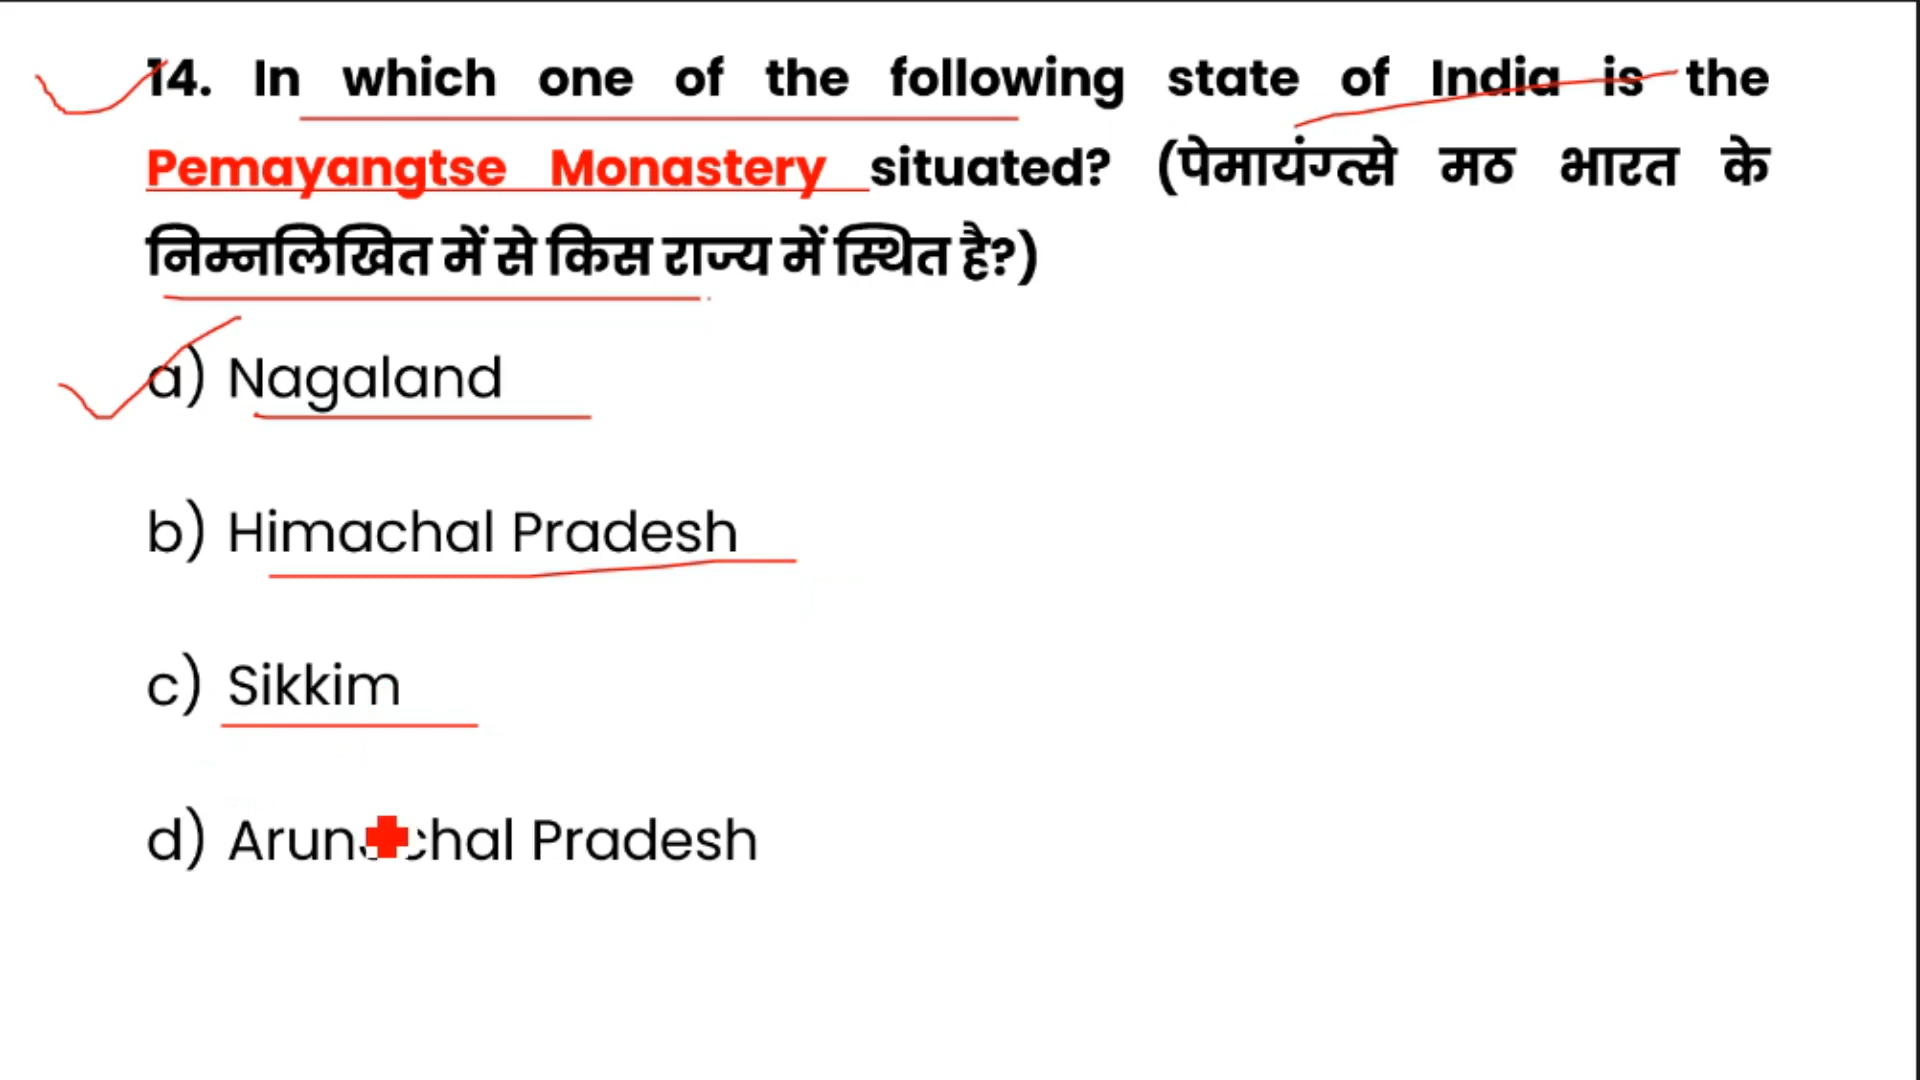 14. In which one of the following state of India is the
Pemayangtse Monastery situated? (पेमायंग्त्से मठ भारत के
निम्नलिखित में से किस राज्य में स्थित है?)
a) Nagaland
b) Himachal Pradesh
c) Sikkim
d) Arunachal Pradesh